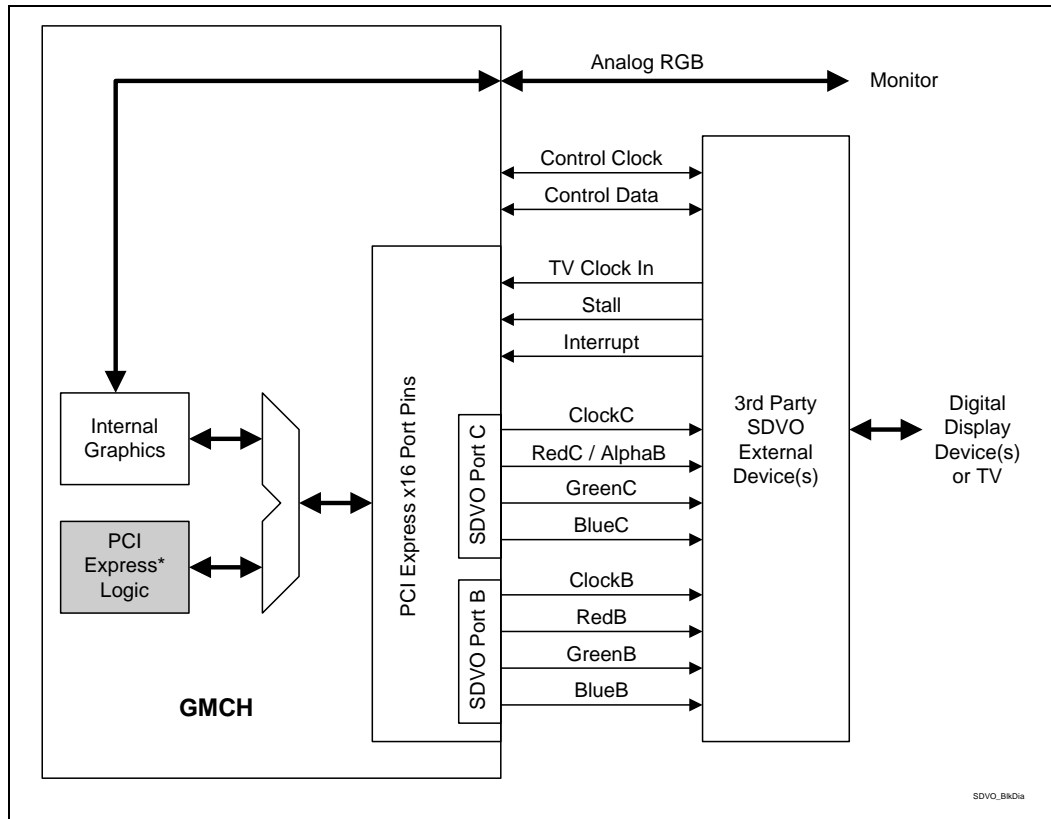 Analog RGB
Monitor
Control Clock
Control Data
TV Clock In
Stall
Interrupt
PCI Express x16 Port Pins
Internal
Graphics
PCI
Express*
Logic
SDVO Port C
ClockC
RedC / AlphaB
GreenC
BlueC
SDVO Port B
ClockB
RedB
GreenB
BlueB
3rd Party
SDVO
External
Device(s)
Digital
Display
Device(s)
or TV
GMCH
SDVO_BlkDia